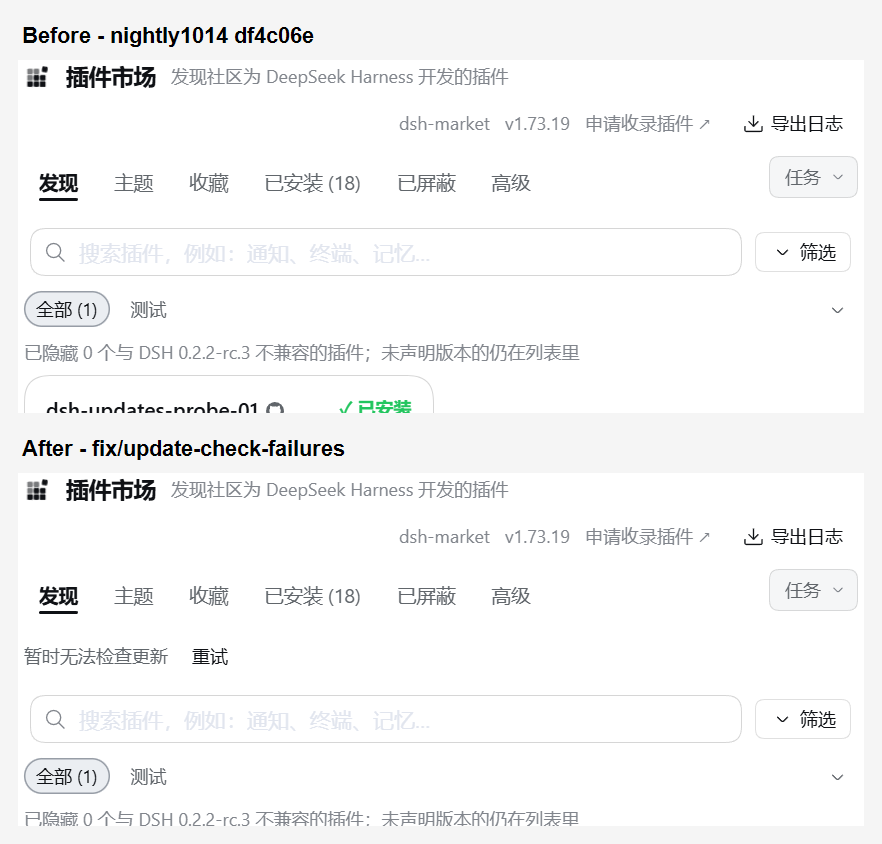 Before - nightly1014 df4c06e
插件市场 发现社区为 DeepSeek Harness 开发的插件
dsh-market v1.73.19 申请收录插件 ↗ 导出日志
发现 主题 收藏 已安装 (18) 已屏蔽 高级 任务
搜索插件，例如：通知、终端、记忆... 筛选
全部 (1) 测试
已隐藏 0 个与 DSH 0.2.2-rc.3 不兼容的插件；未声明版本的仍在列表里
dsh-updates-probe-01 ✓ 已安装
After - fix/update-check-failures
插件市场 发现社区为 DeepSeek Harness 开发的插件
dsh-market v1.73.19 申请收录插件 ↗ 导出日志
发现 主题 收藏 已安装 (18) 已屏蔽 高级 任务
暂时无法检查更新 重试
搜索插件，例如：通知、终端、记忆... 筛选
全部 (1) 测试
已隐藏 0 个与 DSH 0.2.2-rc.3 不兼容的插件；未声明版本的仍在列表里